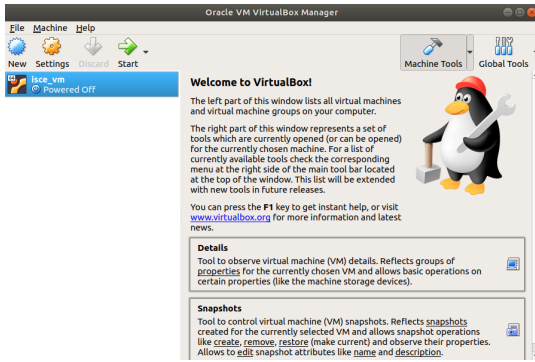 Oracle VM VirtualBox Manager
File Machine Help
New Settings Discard Start
Machine Tools Global Tools
64
isce_vm
Powered Off
Welcome to VirtualBox!
The left part of this window lists all virtual machines
and virtual machine groups on your computer.
The right part of this window represents a set of
tools which are currently opened (or can be opened)
for the currently chosen machine. For a list of
currently available tools check the corresponding
menu at the right side of the main tool bar located
at the top of the window. This list will be extended
with new tools in future releases.
You can press the F1 key to get instant help, or visit
www.virtualbox.org for more information and latest
news.
Details
Tool to observe virtual machine (VM) details. Reflects groups of
properties for the currently chosen VM and allows basic operations on
certain properties (like the machine storage devices).
Snapshots
Tool to control virtual machine (VM) snapshots. Reflects snapshots
created for the currently selected VM and allows snapshot operations
like create, remove, restore (make current) and observe their properties.
Allows to edit snapshot attributes like name and description.